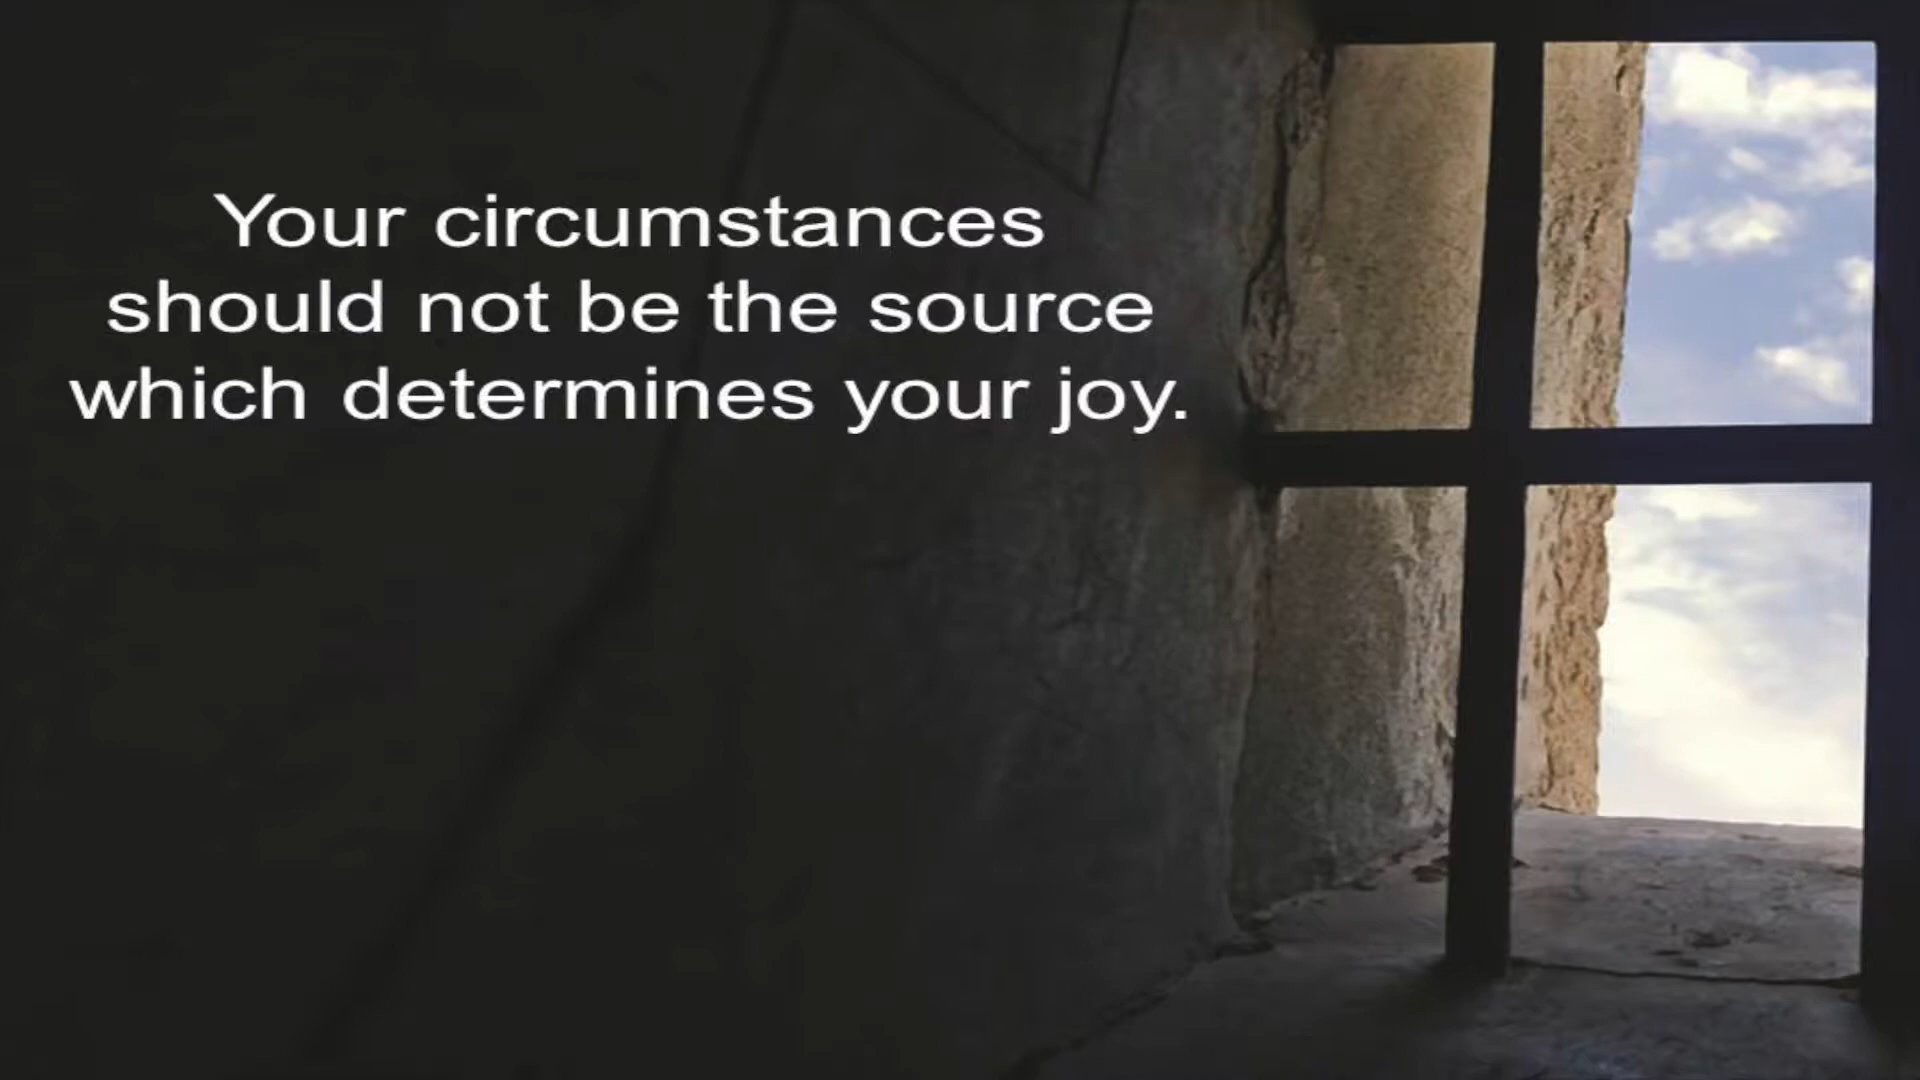 Your circumstances
should not be the source
which determines your joy.